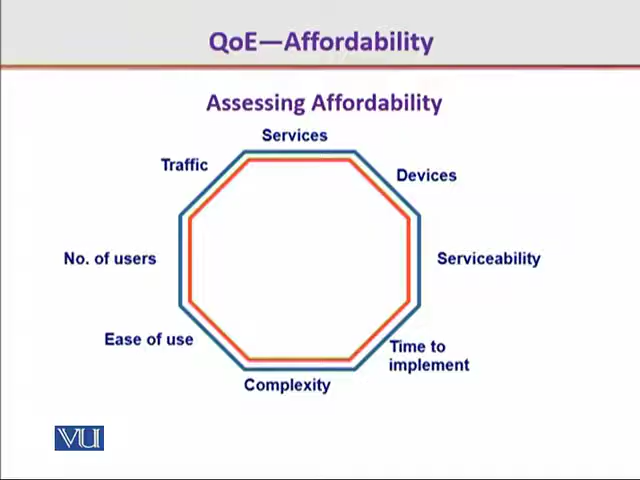 QoE—Affordability
Assessing Affordability
Services
Traffic
Devices
No. of users
Serviceability
Ease of use
Time to
implement
Complexity
VU